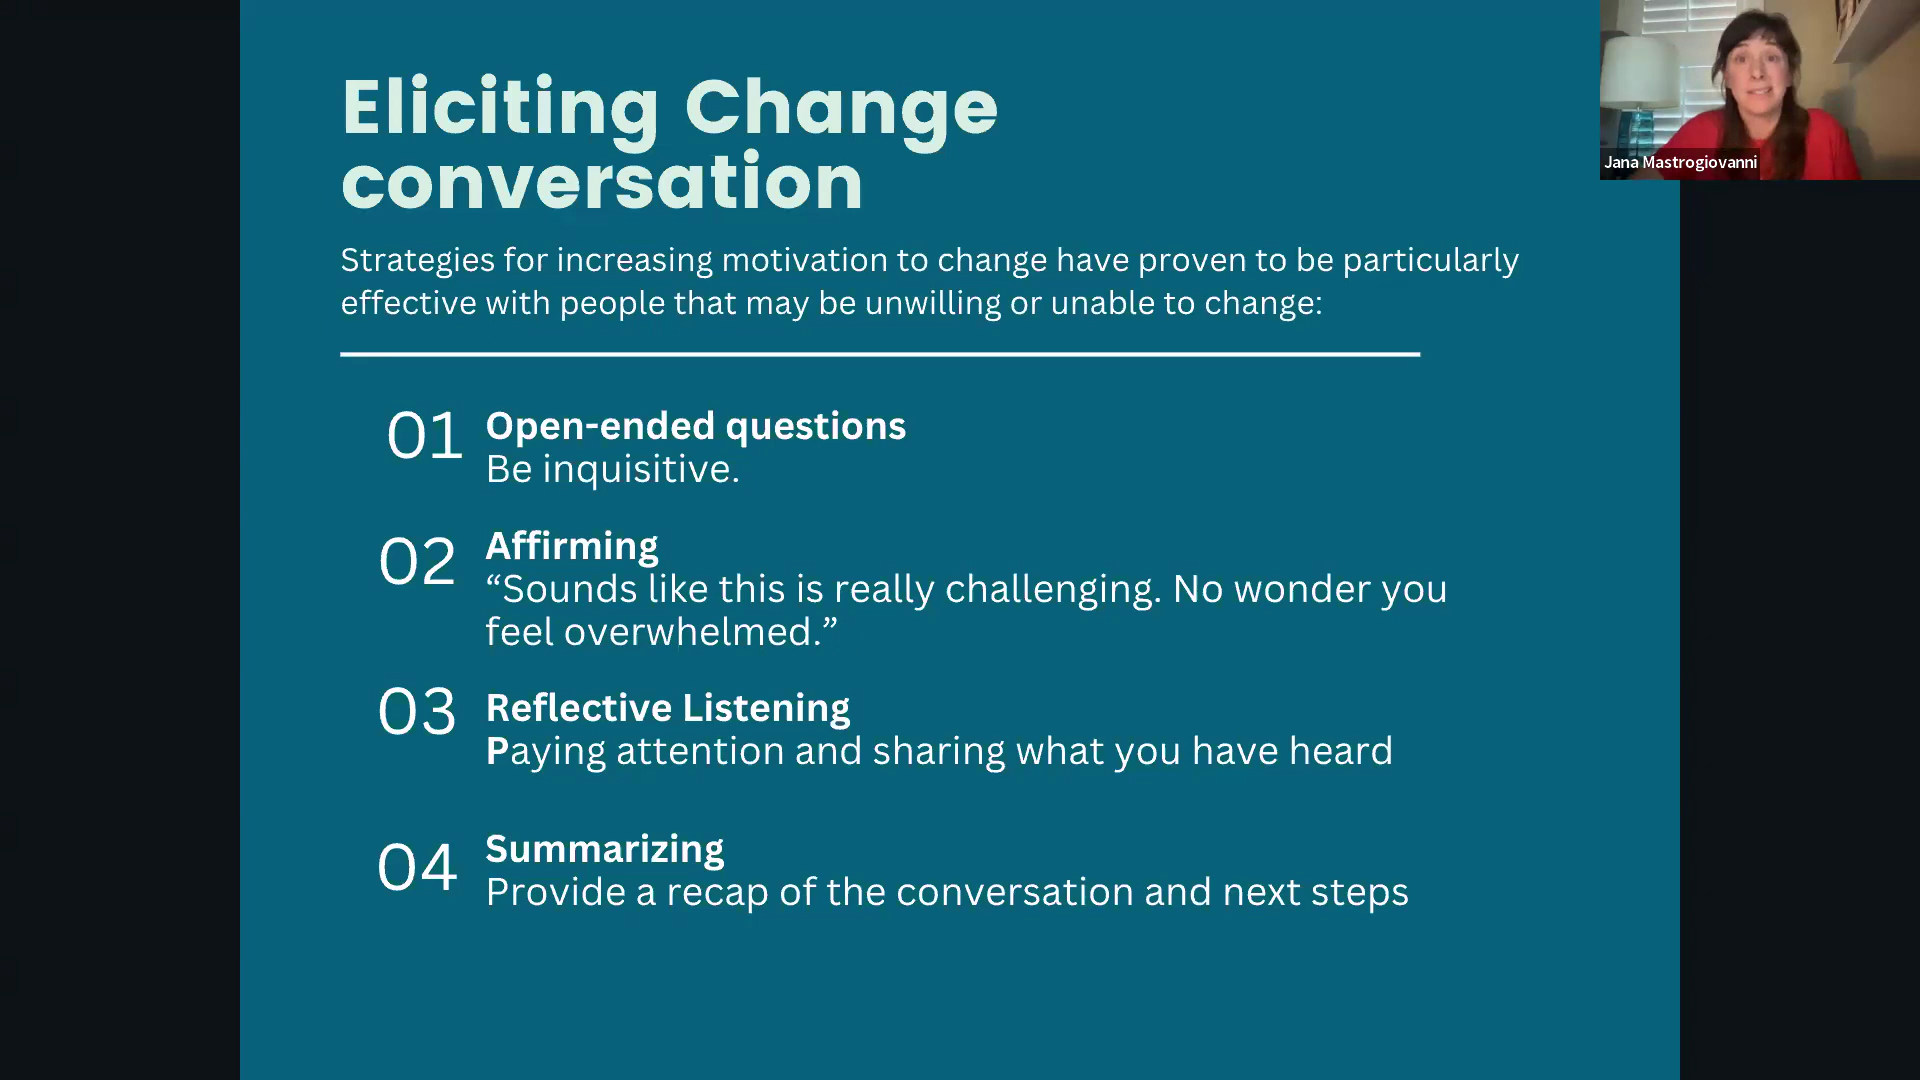 Eliciting Change
conversation
Strategies for increasing motivation to change have proven to be particularly
effective with people that may be unwilling or unable to change:
01 Open-ended questions
Be inquisitive.
02 Affirming
“Sounds like this is really challenging. No wonder you
feel overwhelmed.”
03 Reflective Listening
Paying attention and sharing what you have heard
04 Summarizing
Provide a recap of the conversation and next steps
Jana Mastrogiovanni